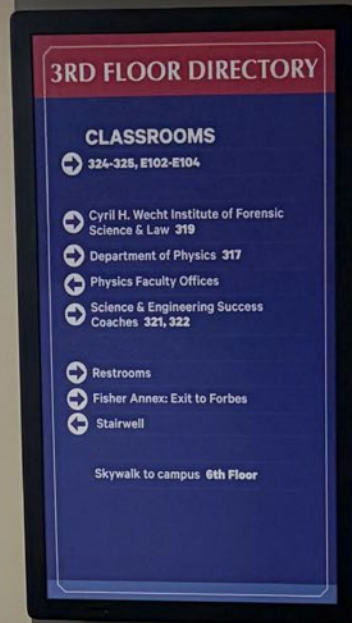 3RD FLOOR DIRECTORY
CLASSROOMS
324-325, E102-E104
Cyril H. Wecht Institute of Forensic
Science & Law 319
Department of Physics 317
Physics Faculty Offices
Science & Engineering Success
Coaches 321, 322
Restrooms
Fisher Annex: Exit to Forbes
Stairwell
Skywalk to campus 6th Floor